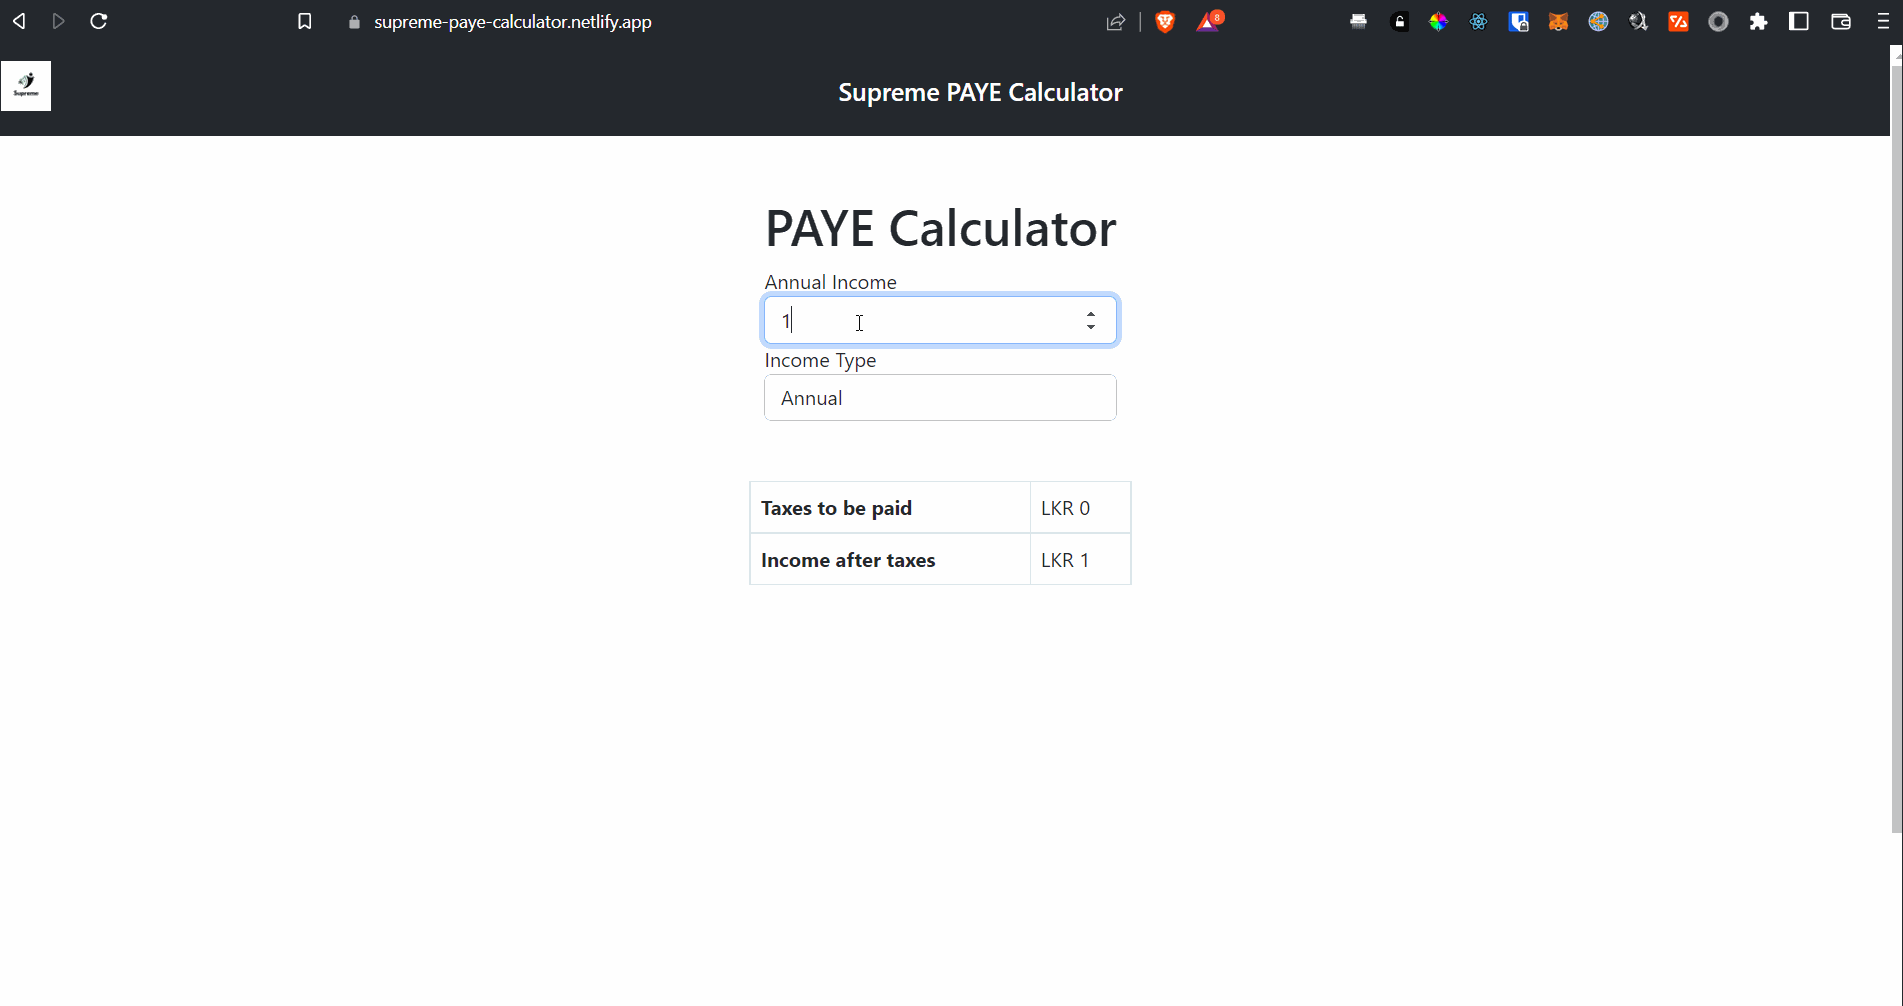 supreme-paye-calculator.netlify.app
8
Supreme
Supreme PAYE Calculator
PAYE Calculator
Annual Income
1
Income Type
Annual
Taxes to be paid LKR 0
Income after taxes LKR 1